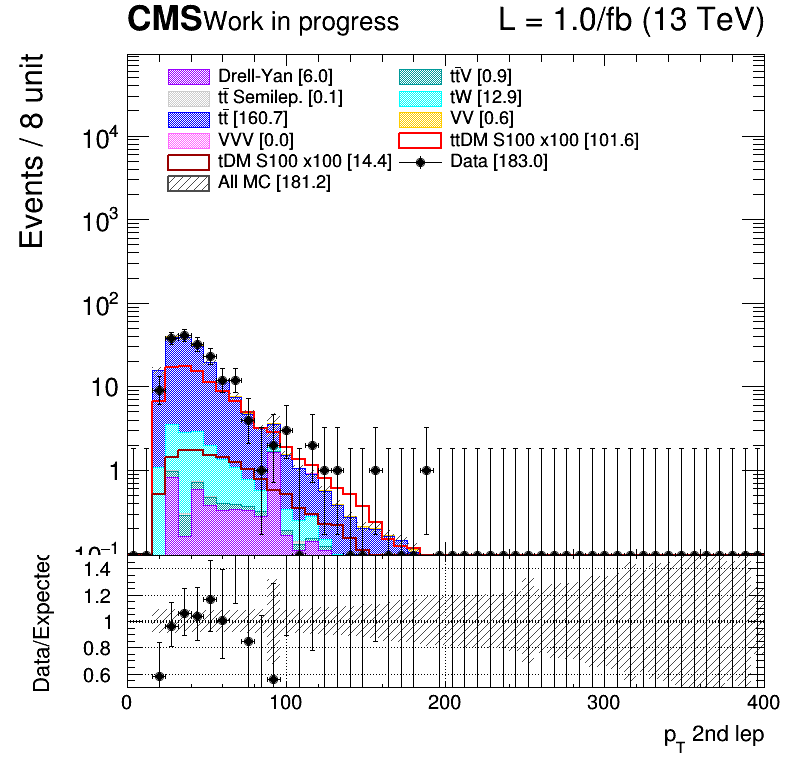 CMS Work in progress L = 1.0/fb (13 TeV)
Events / 8 unit
Drell-Yan [6.0] tt̄V [0.9]
tt̄ Semilep. [0.1] tW [12.9]
tt̄ [160.7] VV [0.6]
VVV [0.0] ttDM S100 x100 [101.6]
tDM S100 x100 [14.4] Data [183.0]
All MC [181.2]
10⁴
10³
10²
10
1
10⁻¹
Data/Expected
1.4
1.2
1
0.8
0.6
0 100 200 300 400
p_T 2nd lep